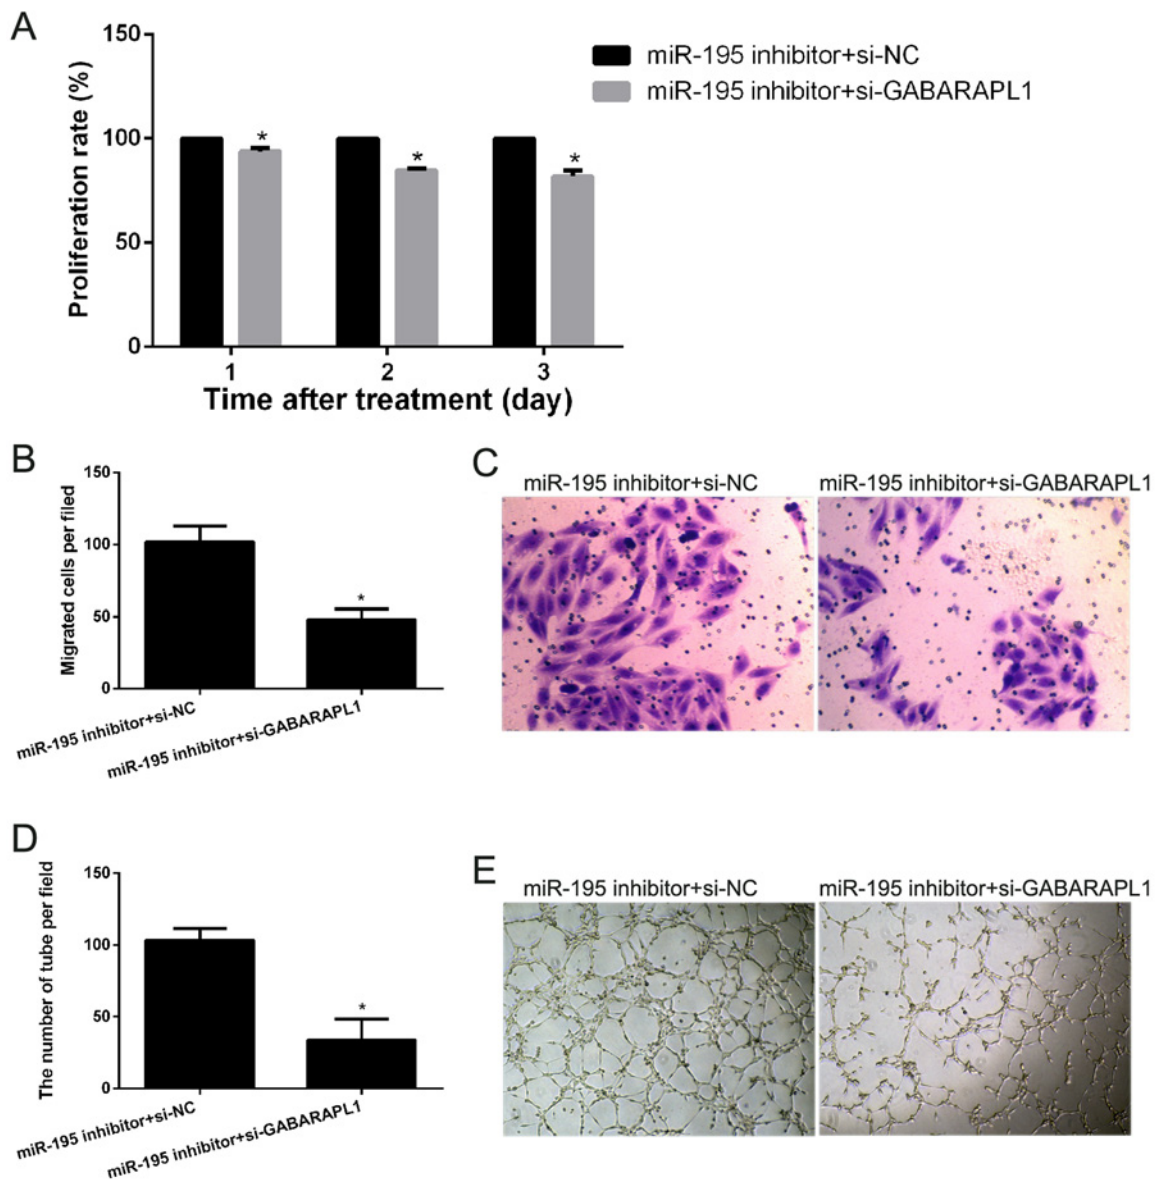 A
150
100
50
0
Proliferation rate (%)
miR-195 inhibitor+si-NC
miR-195 inhibitor+si-GABARAPL1
*
*
*
1
2
3
Time after treatment (day)
B
150
100
50
0
Migrated cells per filed
*
miR-195 inhibitor+si-NC
miR-195 inhibitor+si-GABARAPL1
C
miR-195 inhibitor+si-NC
miR-195 inhibitor+si-GABARAPL1
D
150
100
50
0
The number of tube per field
*
miR-195 inhibitor+si-NC
miR-195 inhibitor+si-GABARAPL1
E
miR-195 inhibitor+si-NC
miR-195 inhibitor+si-GABARAPL1